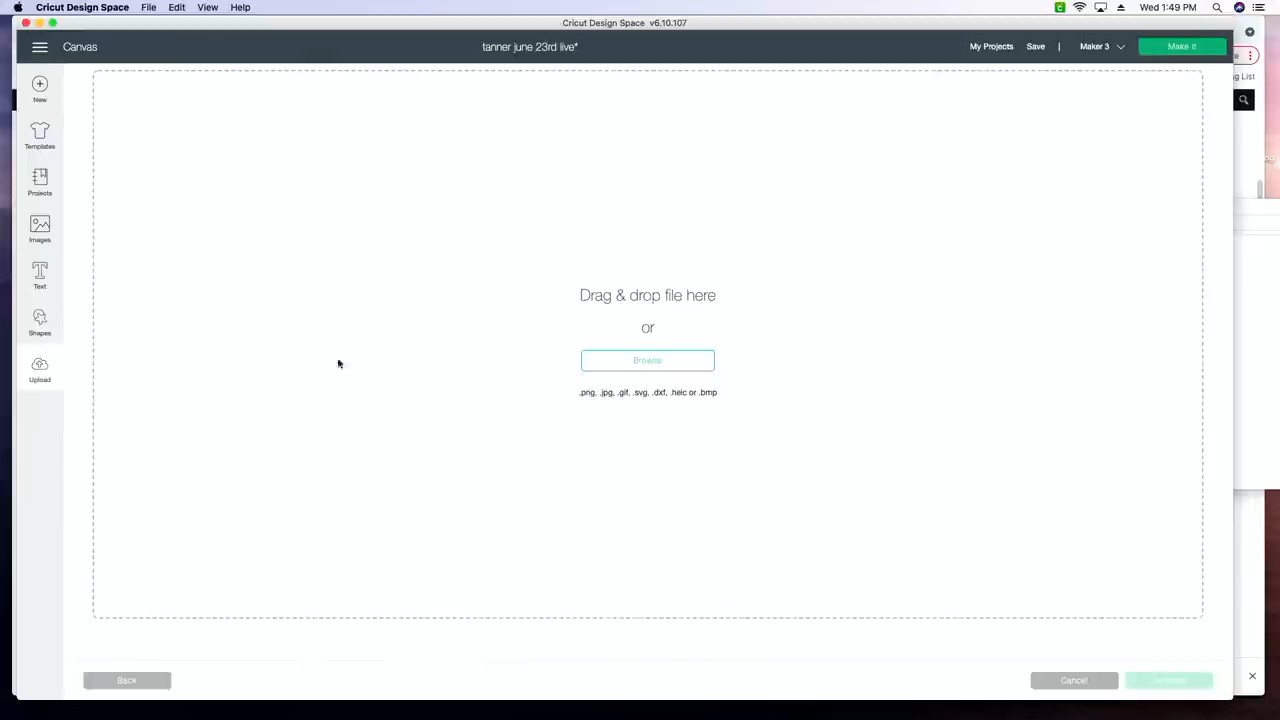 Cricut Design Space File Edit View Help
Wed 1:49 PM
Cricut Design Space v6.10.107
Canvas
tanner june 23rd live*
My Projects Save | Maker 3
Make It
New
Templates
Projects
Images
Text
Shapes
Upload
Drag & drop file here
or
Browse
.png, .jpg, .gif, .svg, .dxf, .heic or .bmp
Back
Cancel
g List